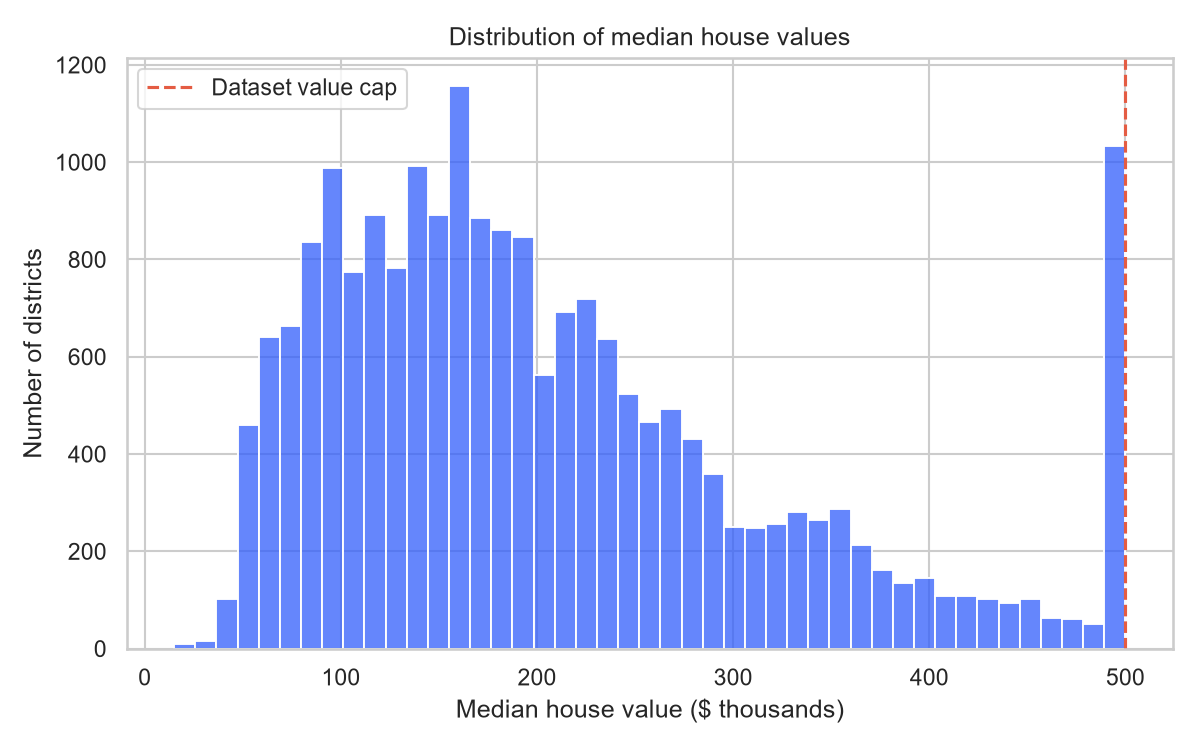 Distribution of median house values
Dataset value cap
Number of districts
1200
1000
800
600
400
200
0
0 100 200 300 400 500
Median house value ($ thousands)